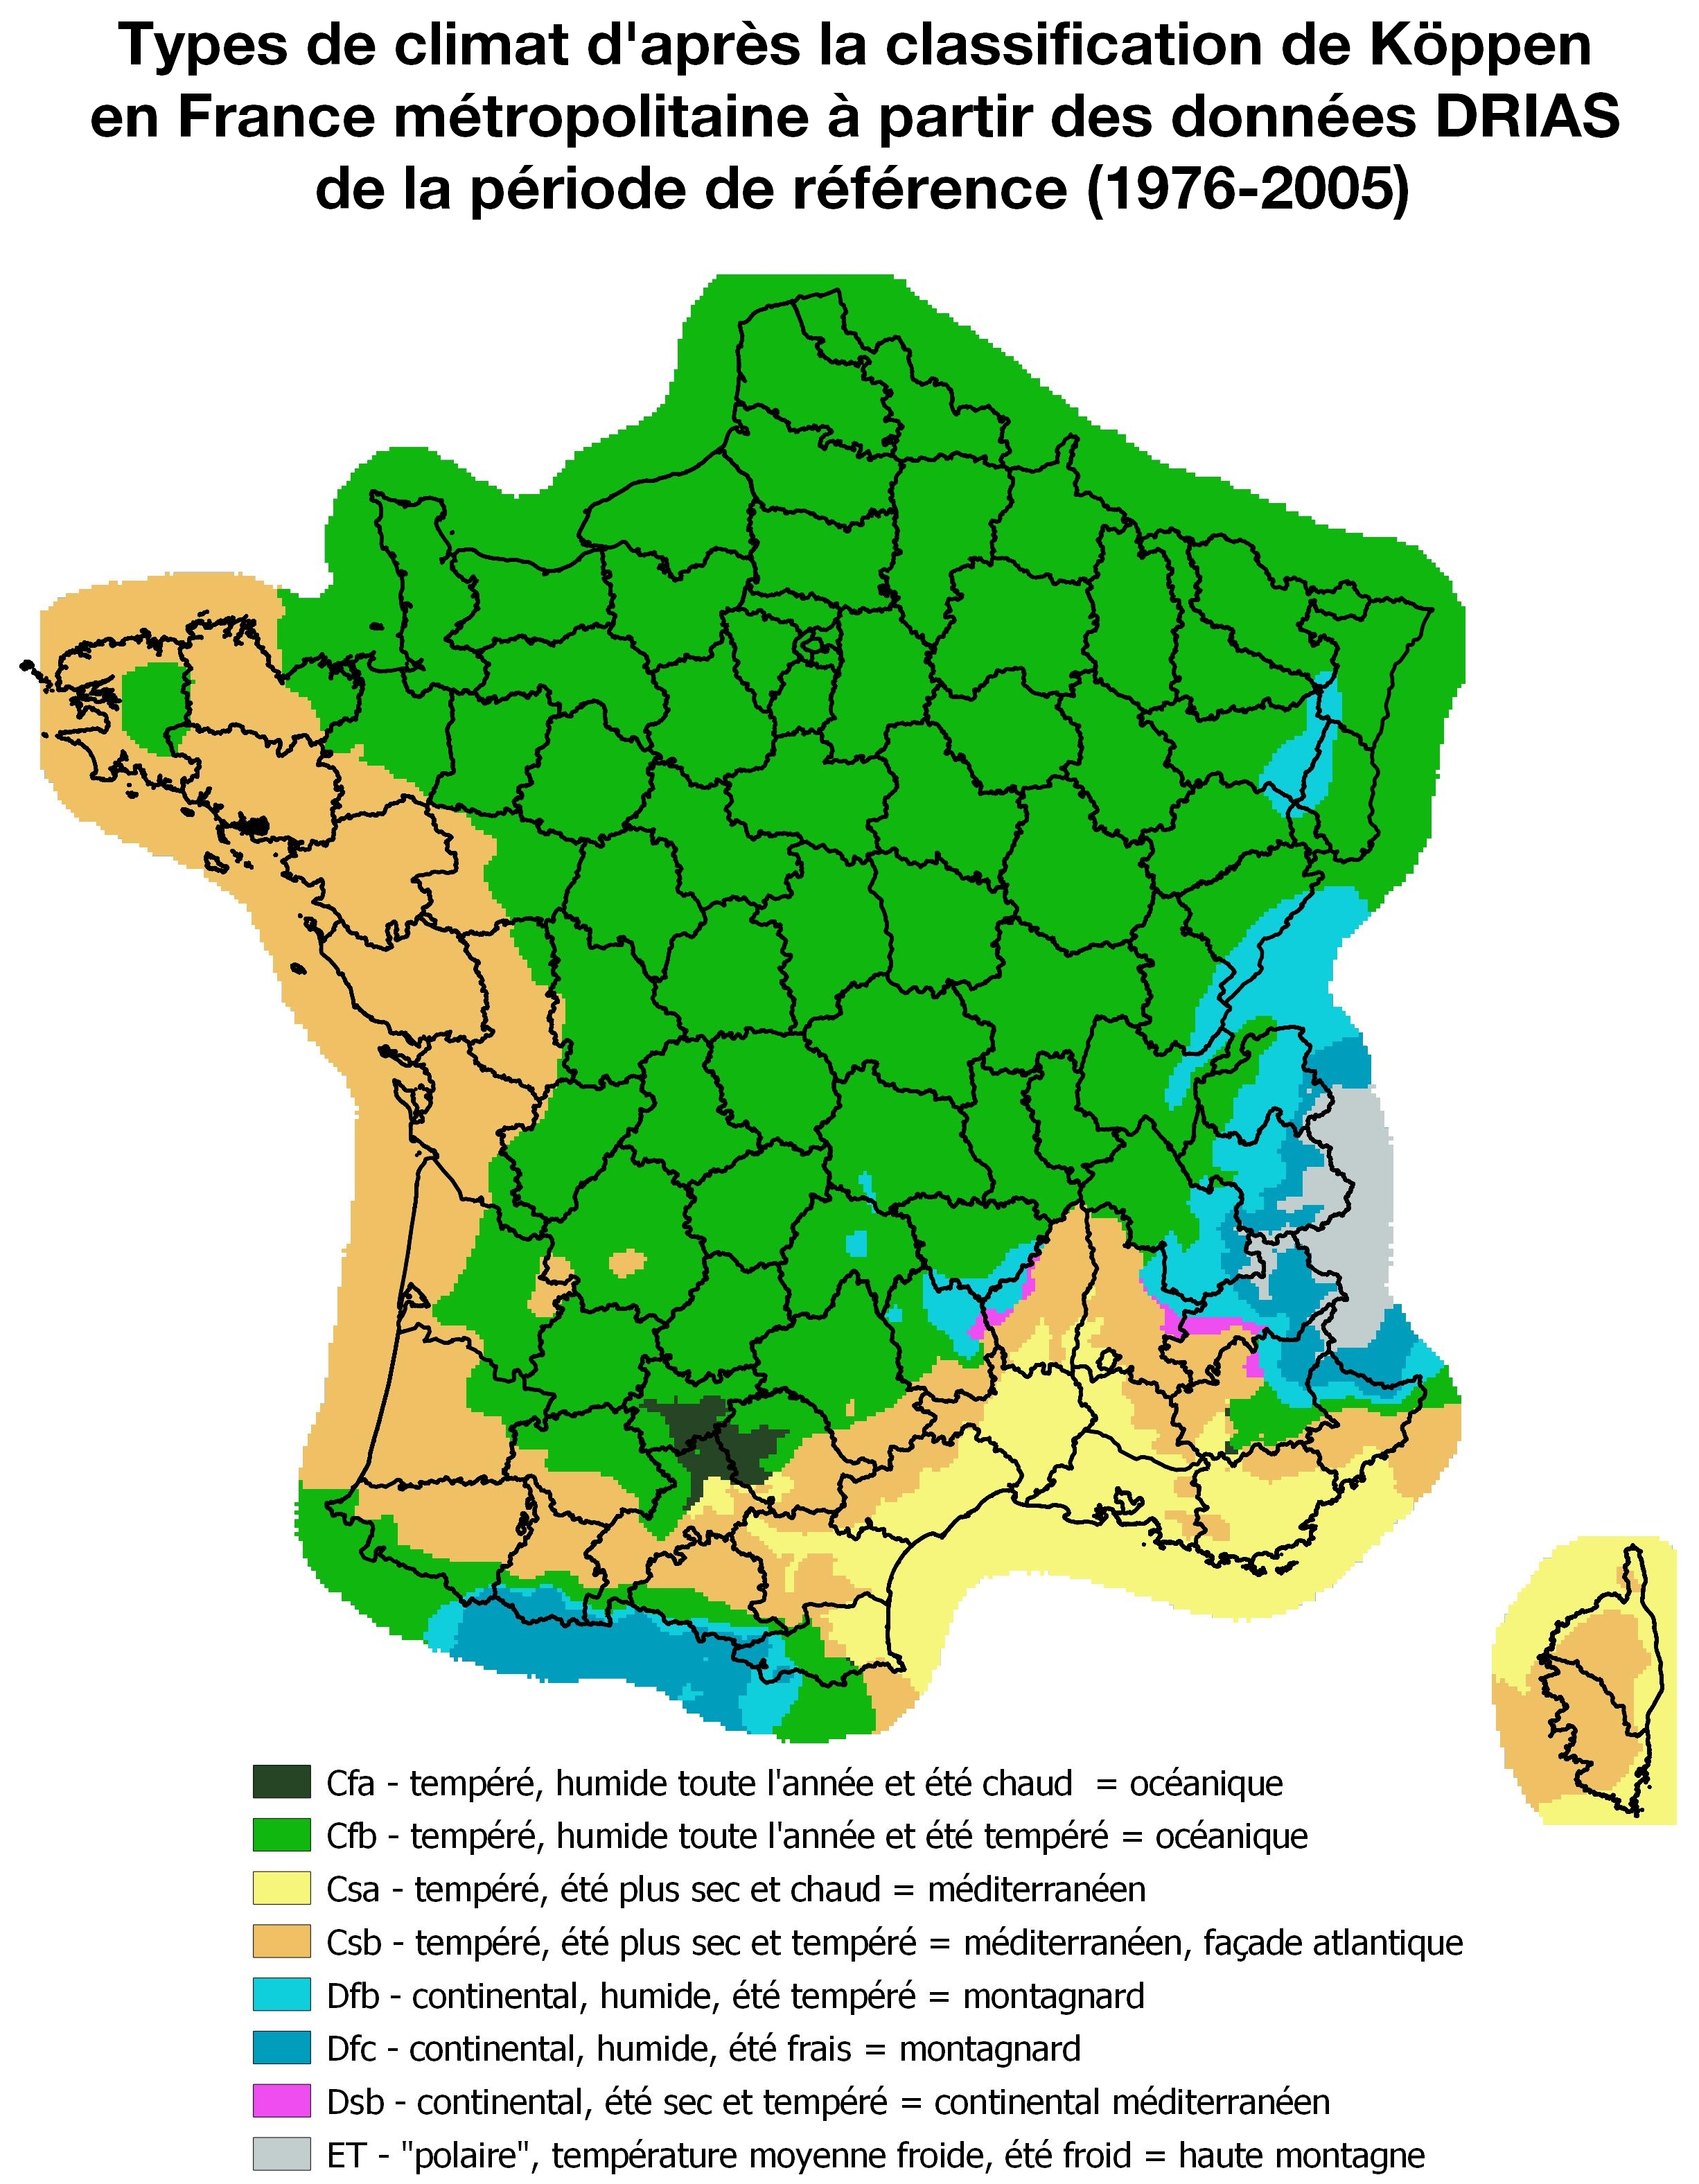 Types de climat d'après la classification de Köppen
en France métropolitaine à partir des données DRIAS
de la période de référence (1976-2005)
Cfa - tempéré, humide toute l'année et été chaud = océanique
Cfb - tempéré, humide toute l'année et été tempéré = océanique
Csa - tempéré, été plus sec et chaud = méditerranéen
Csb - tempéré, été plus sec et tempéré = méditerranéen, façade atlantique
Dfb - continental, humide, été tempéré = montagnard
Dfc - continental, humide, été frais = montagnard
Dsb - continental, été sec et tempéré = continental méditerranéen
ET - "polaire", température moyenne froide, été froid = haute montagne